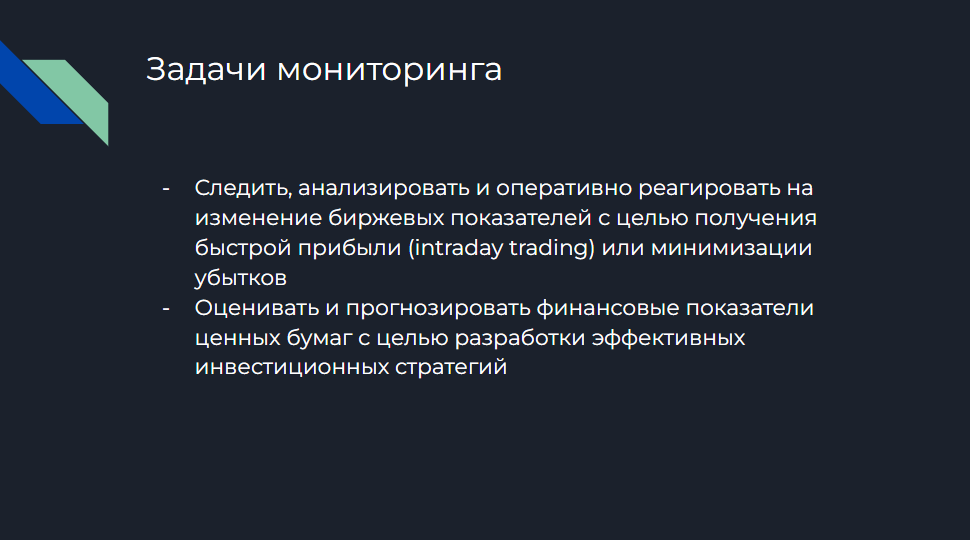 Задачи мониторинга
- Следить, анализировать и оперативно реагировать на
изменение биржевых показателей с целью получения
быстрой прибыли (intraday trading) или минимизации
убытков
- Оценивать и прогнозировать финансовые показатели
ценных бумаг с целью разработки эффективных
инвестиционных стратегий